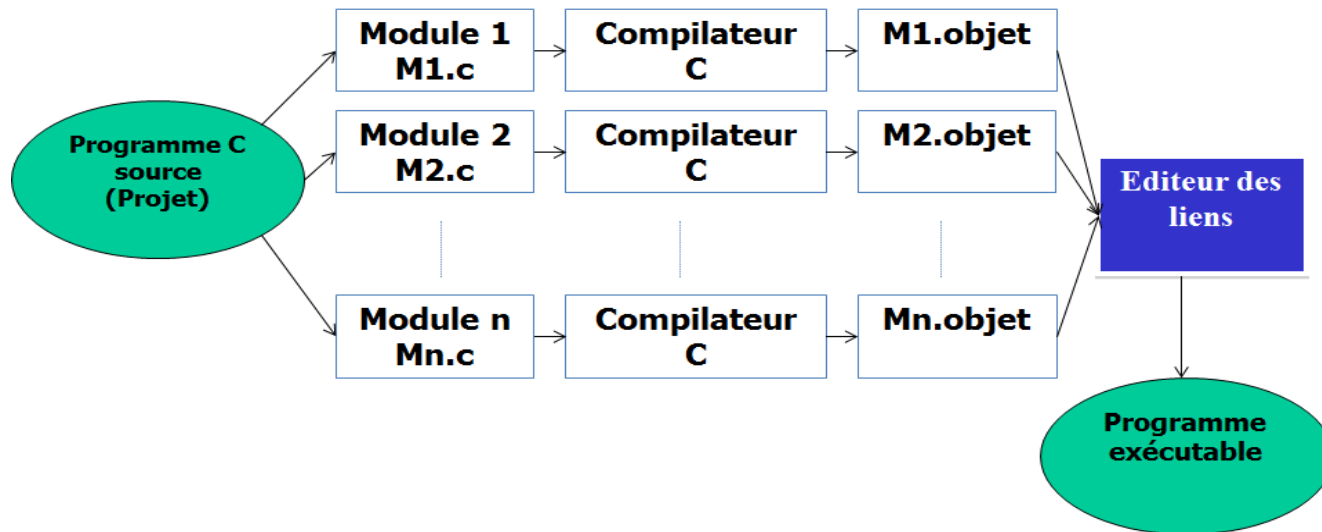 Programme C
source
(Projet)
Module 1
M1.c
Compilateur
C
M1.objet
Module 2
M2.c
Compilateur
C
M2.objet
Module n
Mn.c
Compilateur
C
Mn.objet
Editeur des
liens
Programme
exécutable